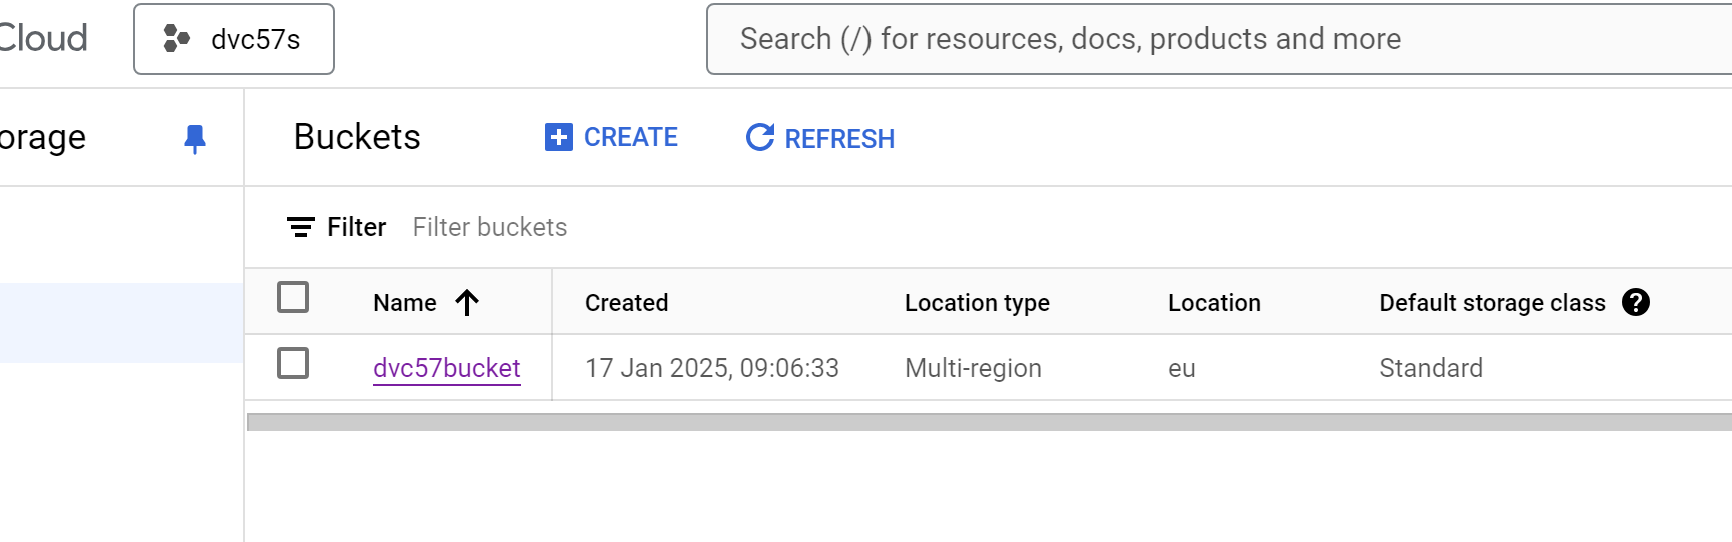 Cloud dvc57s Search (/) for resources, docs, products and more
orage Buckets CREATE REFRESH
Filter Filter buckets
Name Created Location type Location Default storage class ?
dvc57bucket 17 Jan 2025, 09:06:33 Multi-region eu Standard